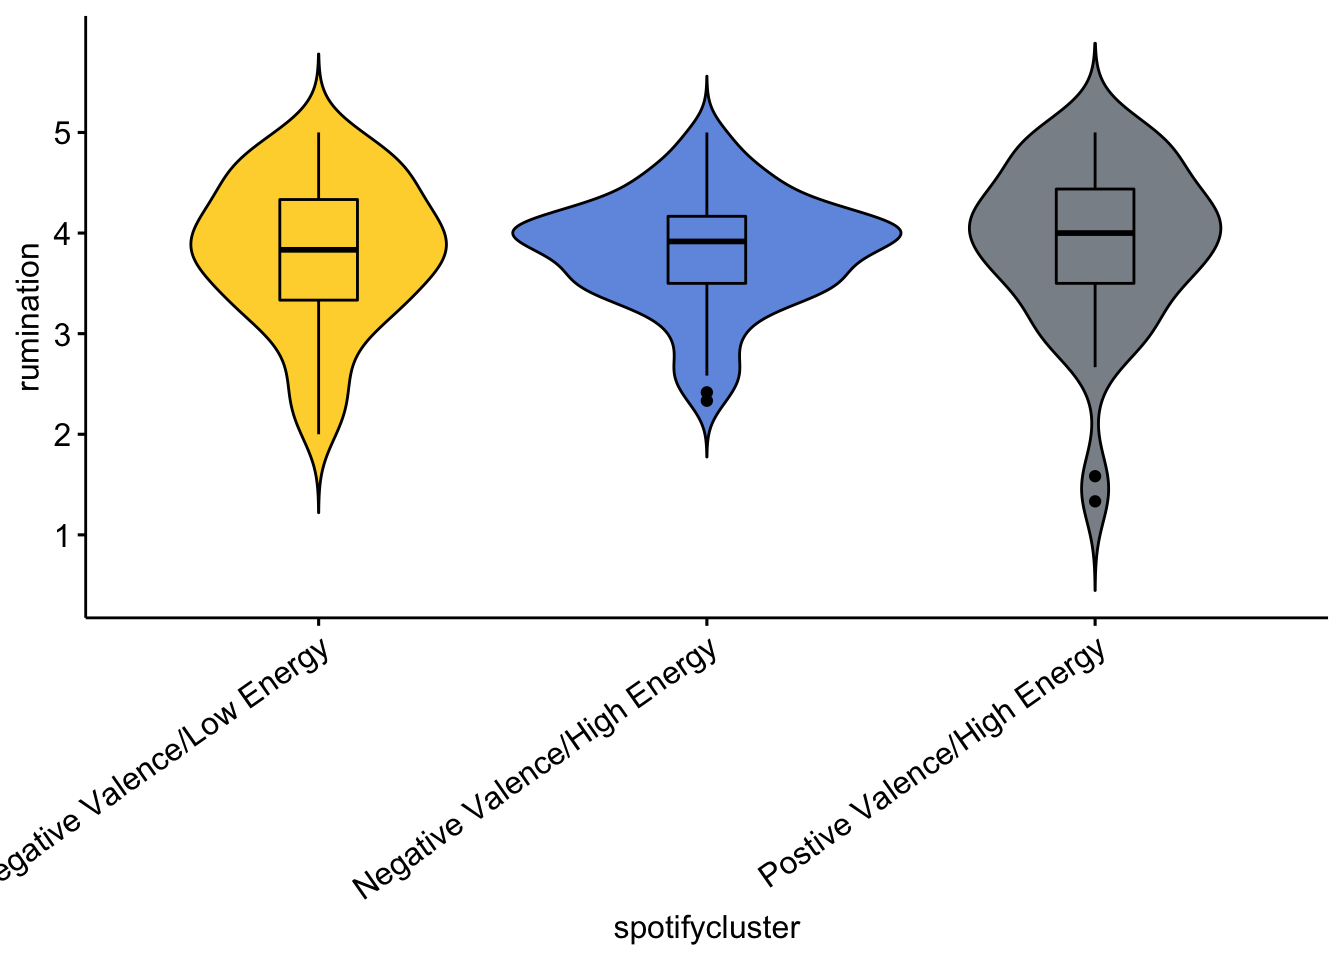 rumination
5
4
3
2
1
egative Valence/Low Energy
Negative Valence/High Energy
Postive Valence/High Energy
spotifycluster